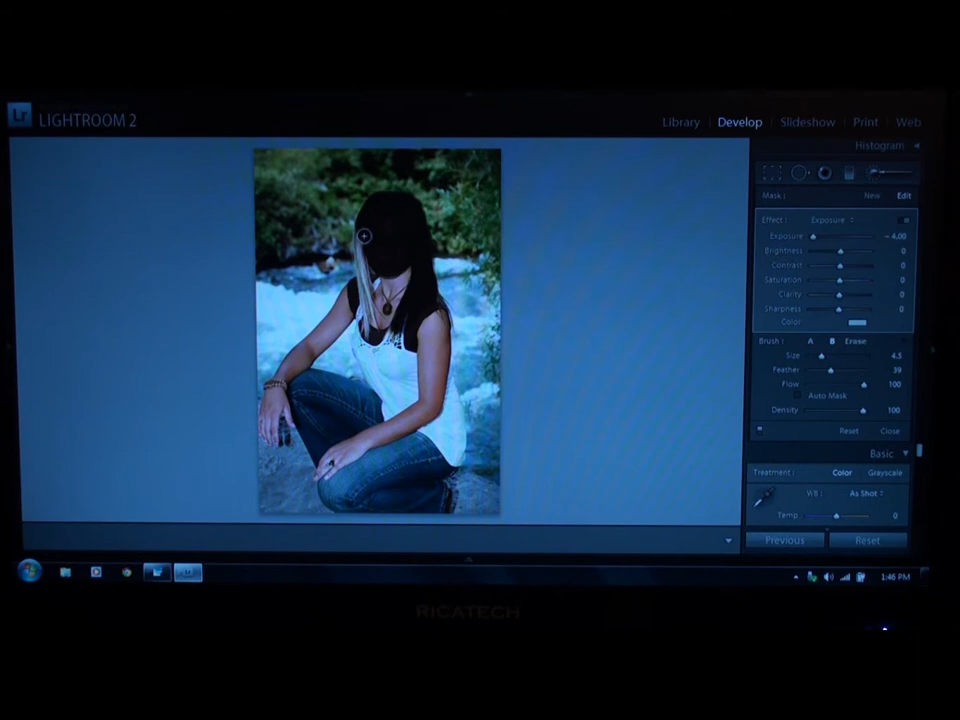 Lr LIGHTROOM 2
Library | Develop | Slideshow | Print | Web
Histogram
Mask : New Edit
Effect : Exposure
Exposure - 4.00
Brightness 0
Contrast 0
Saturation 0
Clarity 0
Sharpness 0
Color
Brush : A B Erase
Size 4.5
Feather 39
Flow 100
Auto Mask
Density 100
Reset Close
Basic
Treatment : Color Grayscale
WB : As Shot
Temp 0
Previous Reset
Lr 1:46 PM
RICATECH